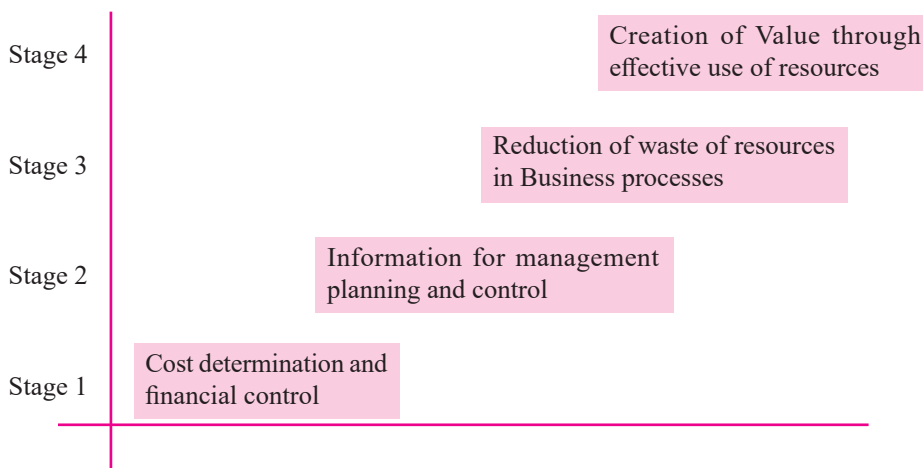 Stage 4
Creation of Value through
effective use of resources
Stage 3
Reduction of waste of resources
in Business processes
Stage 2
Information for management
planning and control
Stage 1
Cost determination and
financial control